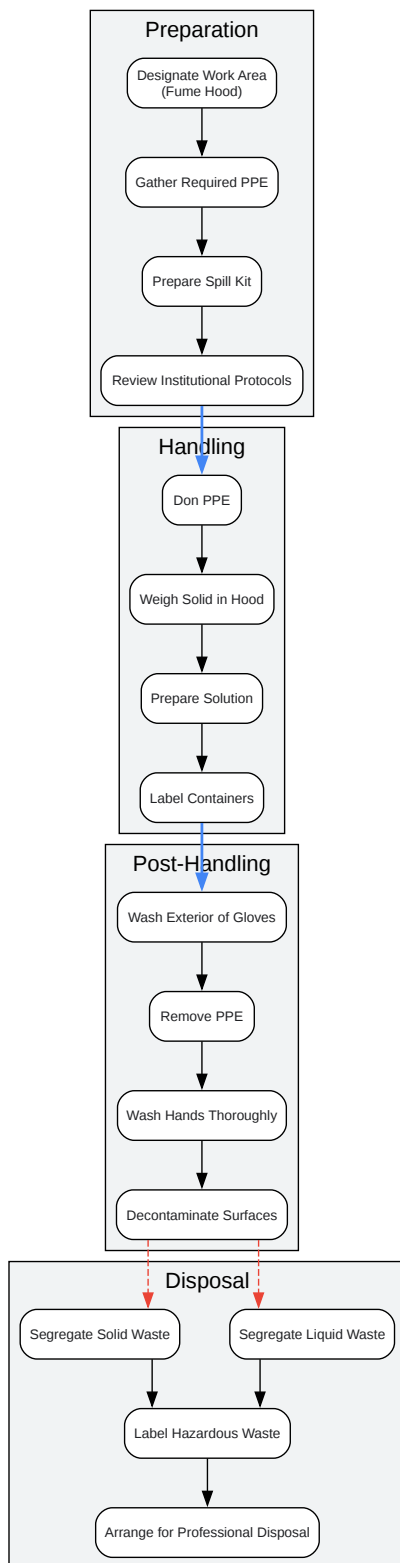 Preparation
Designate Work Area
(Fume Hood)
Gather Required PPE
Prepare Spill Kit
Review Institutional Protocols
Handling
Don PPE
Weigh Solid in Hood
Prepare Solution
Label Containers
Post-Handling
Wash Exterior of Gloves
Remove PPE
Wash Hands Thoroughly
Decontaminate Surfaces
Disposal
Segregate Solid Waste
Segregate Liquid Waste
Label Hazardous Waste
Arrange for Professional Disposal